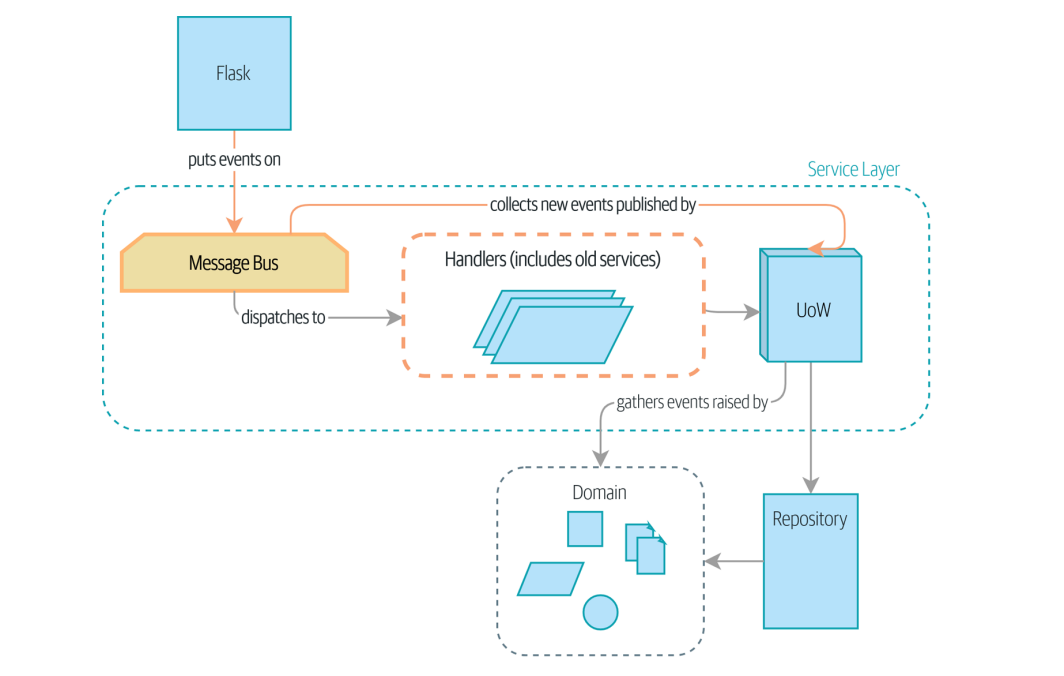 Flask
puts events on
Service Layer
collects new events published by
Message Bus
Handlers (includes old services)
UoW
dispatches to
gathers events raised by
Domain
Repository